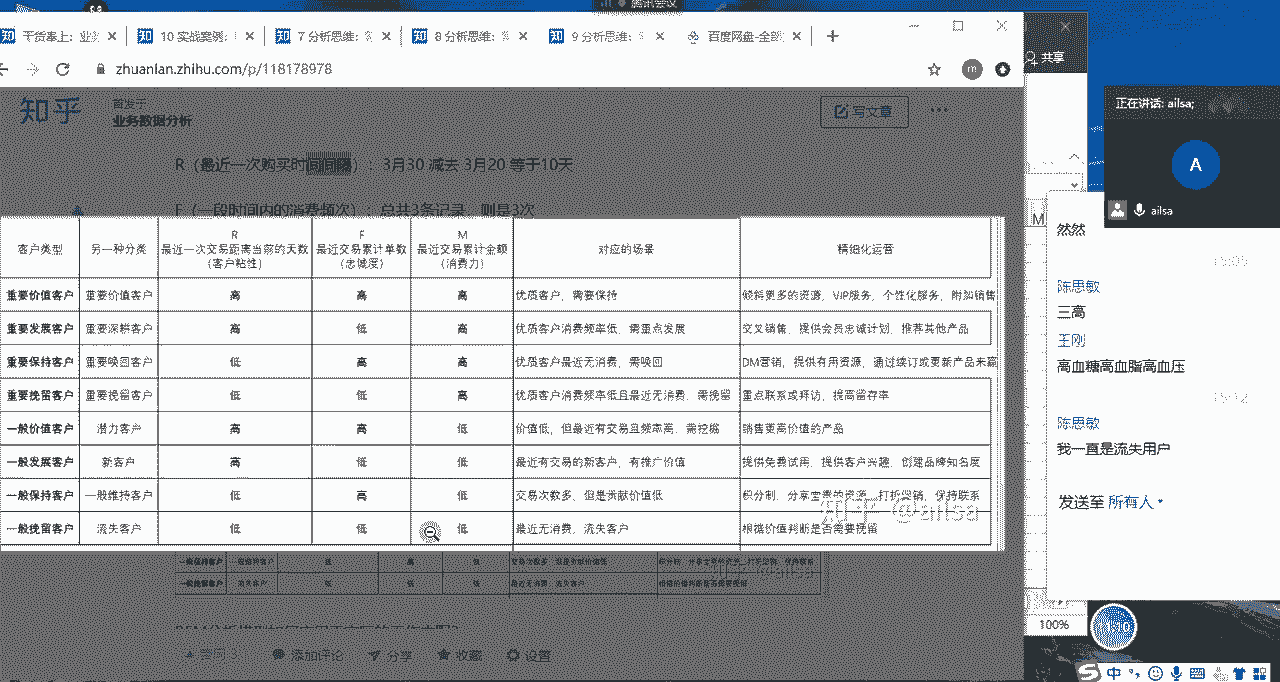 腾讯会议
知 干货奉上：业务
知 10 实战案例：
知 7 分析思维：
知 8 分析思维：
知 9 分析思维：
百度网盘-全部
zhuanlan.zhihu.com/p/118178978
m
共享
知乎
首发于
业务数据分析
写文章
R（最近一次购买时间间隔）：3月30 减去 3月20 等于10天
F（一段时间内的消费频次）：总共3条记录，则是3次
客户类型 另一种分类 R 最近一次交易距离当前的天数（客户粘性） F 最近交易累计单数（忠诚度） M 最近交易累计金额（消费力） 对应的场景 精细化运营
重要价值客户 重要价值客户 高 高 高 优质客户，需要保持 倾斜更多的资源，VIP服务，个性化服务，附加销售
重要发展客户 重要深耕客户 高 低 高 优质客户消费频率低，需重点发展 交叉销售，提供会员忠诚计划，推荐其他产品
重要保持客户 重要唤回客户 低 高 高 优质客户最近无消费，需唤回 DM营销，提供有用资源，通过续订或更新产品来赢
重要挽留客户 重要挽留客户 低 低 高 优质客户消费频率低且最近无消费，需挽留 重点联系或拜访，提高留存率
一般价值客户 潜力客户 高 高 低 价值低，但最近有交易且频率高，需挖掘 销售更高价值的产品
一般发展客户 新客户 高 低 低 最近有交易的新客户，有推广价值 提供免费试用，提供客户兴趣，创建品牌知名度
一般保持客户 一般维持客户 低 高 低 交易次数多，但是贡献价值低 积分制，分享宝贵的资源，打折促销，保持联系
一般挽留客户 流失客户 低 低 低 最近无消费，流失客户 根据价值判断是否需要挽留
知乎 @ailsa
赞同 3 添加评论 分享 收藏 设置
正在讲话: ailsa;
A
ailsa
M
然然
15:05
陈思敏
三高
王刚
高血糖高血脂高血压
15:12
陈思敏
我一直是流失用户
发送至 所有人
100%
中